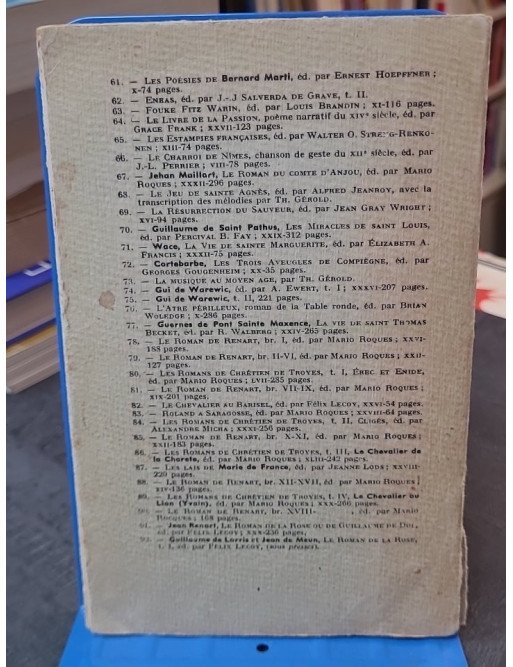 61. — LES POÉSIES DE Bernard Marti, éd. par ERNEST HOEPFFNER ;
x-74 pages.
62. — ENEAS, éd. par J.-J SALVERDA DE GRAVE, t. II.
63. — FOUKE FITZ WARIN, éd. par LOUIS BRANDIN ; XI-116 pages.
64. — LE LIVRE DE LA PASSION, poème narratif du XIVe siècle, éd. par
GRACE FRANK ; XXVII-123 pages.
65. — LES ESTAMPIES FRANÇAISES, éd. par WALTER O. STRENG-RENKO-
NEN ; XIII-74 pages.
66. — LE CHARROI DE NIMES, chanson de geste du XIIe siècle, éd. par
J.-L. PERRIER ; VIII-78 pages.
67. — Jehan Maillart, LE ROMAN DU COMTE D'ANJOU, éd. par MARIO
ROQUES ; XXXII-296 pages.
68. — LE JEU DE SAINTE AGNÈS, éd. par ALFRED JEANROY, avec la
transcription des mélodies par TH. GÉROLD.
69. — LA RÉSURRECTION DU SAUVEUR, éd. par JEAN GRAY WRIGHT ;
XVI-94 pages.
70. — Guillaume de Saint Pathus, LES MIRACLES DE SAINT LOUIS,
éd. par PERCIVAL B. FAY ; XXIX-312 pages.
71. — Wace, LA VIE DE SAINTE MARGUERITE, éd. par ÉLIZABETH A.
FRANCIS ; XXXII-75 pages.
72. — Cortebarbe, LES TROIS AVEUGLES DE COMPIÈGNE, éd. par
GEORGES GOUGENHEIM ; XX-35 pages.
73. — LA MUSIQUE AU MOYEN AGE, par TH. GÉROLD.
74. — Gui de Warewic, éd. par A. EWERT, t. I ; XXXVI-207 pages.
75. — Gui de Warewic, t. II, 221 pages.
76. — L'ATRE PÉRILLEUX, roman de la Table ronde, éd. par BRIAN
WOLEDGE ; x-286 pages.
77. — Guernes de Pont Sainte Maxence, LA VIE DE SAINT THOMAS
BECKET, éd. par E. WALBERG ; XXIV-265 pages.
78. — LE ROMAN DE RENART, br. I, éd. par MARIO ROQUES ; XXVI-
188 pages.
79. — LE ROMAN DE RENART, br. II-VI, éd. par MARIO ROQUES ; XXII-
127 pages.
80. — LES ROMANS DE CHRÉTIEN DE TROYES, t. I, ÉREC ET ENIDE,
éd. par MARIO ROQUES ; LVII-285 pages.
81. — LE ROMAN DE RENART, br. VII-IX, éd. par MARIO ROQUES ;
XIX-201 pages.
82. — LE CHEVALIER AU BARISEL, éd. par FÉLIX LECOY, XXVI-54 pages.
83. — ROLAND A SARAGOSSE, éd. par MARIO ROQUES ; XXVIII-64 pages.
84. — LES ROMANS DE CHRÉTIEN DE TROYES, t. II, CLIGÉS, éd. par
ALEXANDRE MICHA ; XXXI-256 pages.
85. — LE ROMAN DE RENART, br. X-XI, éd. par MARIO ROQUES ;
XXII-183 pages.
86. — LES ROMANS DE CHRÉTIEN DE TROYES, t. III, Le Chevalier de
la Charete, éd. par MARIO ROQUES ; XLIII-242 pages.
87. — LES LAIS DE Marie de France, éd. par JEANNE LODS ; XXVIII-
220 pages.
88. — LE ROMAN DE RENART, br. XII-XVII, éd. par MARIO ROQUES ;
XIV-136 pages.
89. — LES ROMANS DE CHRÉTIEN DE TROYES, t. IV, Le Chevalier au
Lion (Yvain), éd. par MARIO ROQUES ; XXX-266 pages.
90. — LE ROMAN DE RENART, br. XVIII- , éd. par MARIO
ROQUES ; 168 pages.
91. — Jean Renart, LE ROMAN DE LA ROSE OU DE GUILLAUME DE DOLE,
éd. par FÉLIX LECOY ; XXX-236 pages.
92. — Guillaume de Lorris et Jean de Meun, LE ROMAN DE LA ROSE,
t. I, éd. par FÉLIX LECOY, (sous presse).